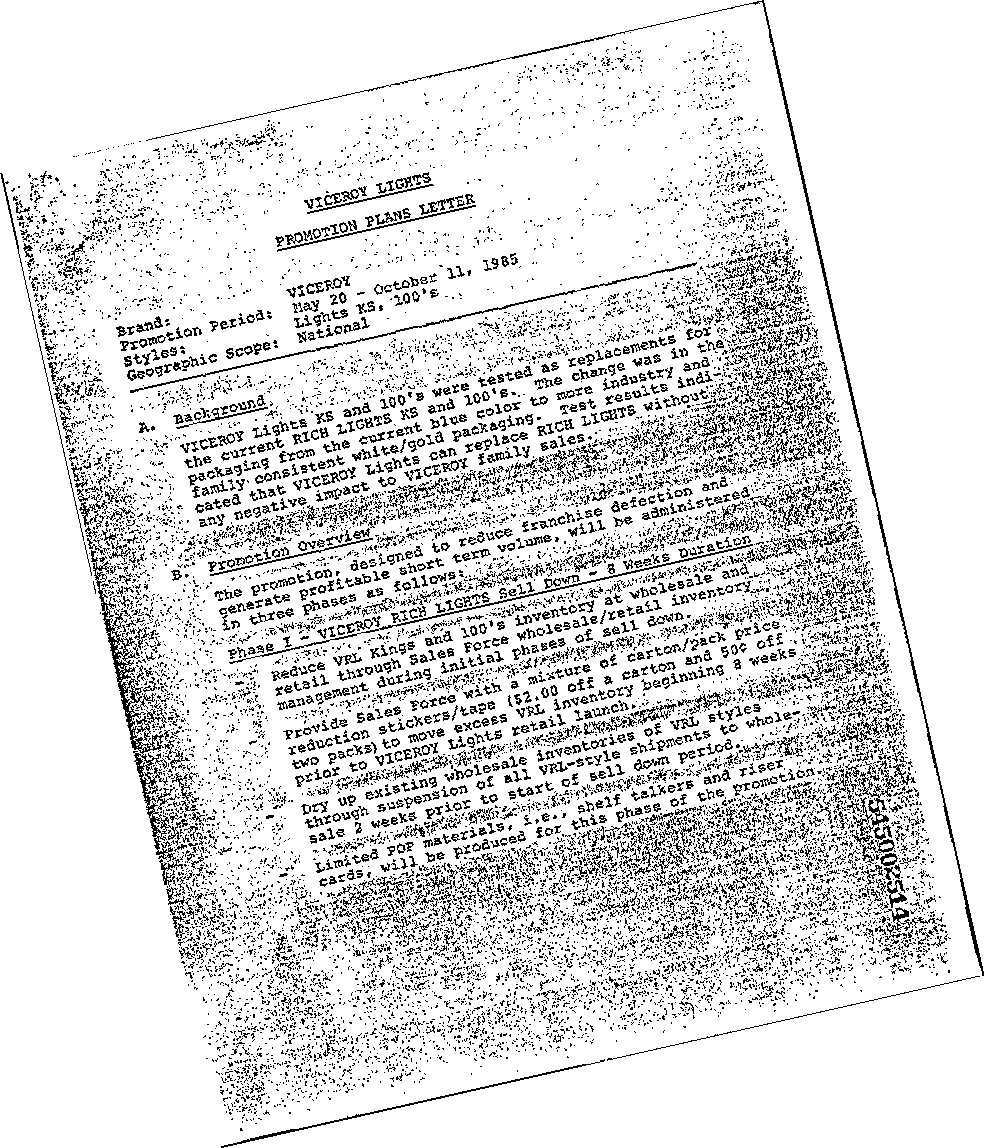 VICEROY LIGHTS
PROMOTION PLANS LETTER
Brand: VICEROY
Promotion Period: May 20 - October 11, 1985
Styles: Lights KS, 100's
Geographic Scope: National
A. Background
VICEROY Lights KS and 100's were tested as replacements for
the current RICH LIGHTS KS and 100's. The change was in the
packaging from the current blue color to more industry and
family consistent white/gold packaging. Test results indi-
cated that VICEROY Lights can replace RICH LIGHTS without
any negative impact to VICEROY family sales.
B. Promotion Overview
The promotion, designed to reduce franchise defection and
generate profitable short term volume, will be administered
in three phases as follows:
Phase I - VICEROY RICH LIGHTS Sell Down - 8 Weeks Duration
Reduce VRL Kings and 100's inventory at wholesale and
retail through Sales Force wholesale/retail inventory
management during initial phases of sell down.
Provide Sales Force with a mixture of carton/pack price
reduction stickers/tape ($2.00 off a carton and 50¢ off
two packs) to move excess VRL inventory beginning 8 weeks
prior to VICEROY Lights retail launch.
Dry up existing wholesale inventories of VRL styles
through suspension of all VRL-style shipments to whole-
sale 2 weeks prior to start of sell down period.
Limited POP materials, i.e., shelf talkers and riser
cards, will be produced for this phase of the promotion
545002514